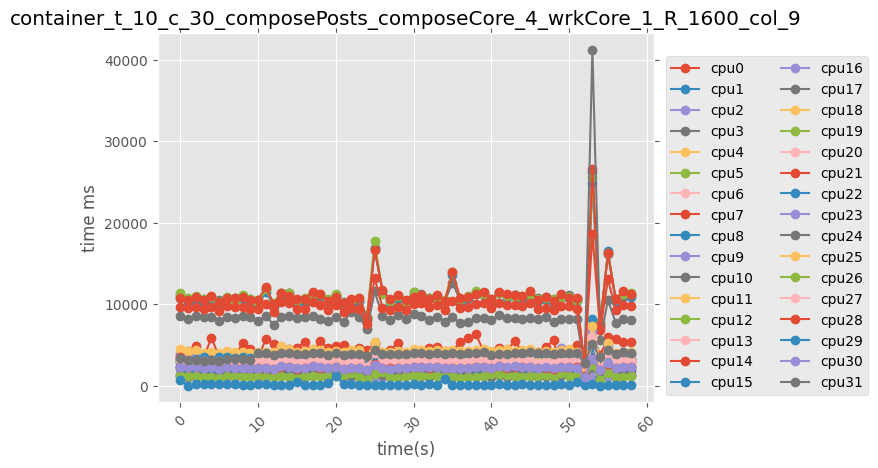 container_t_10_c_30_composePosts_composeCore_4_wrkCore_1_R_1600_col_9
time ms
40000
30000
20000
10000
0
0
10
20
30
40
50
60
time(s)
cpu0
cpu1
cpu2
cpu3
cpu4
cpu5
cpu6
cpu7
cpu8
cpu9
cpu10
cpu11
cpu12
cpu13
cpu14
cpu15
cpu16
cpu17
cpu18
cpu19
cpu20
cpu21
cpu22
cpu23
cpu24
cpu25
cpu26
cpu27
cpu28
cpu29
cpu30
cpu31